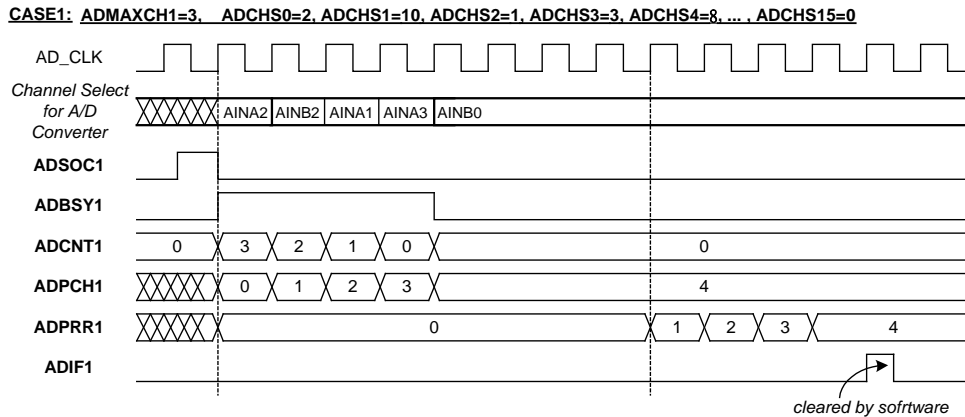 CASE1: ADMAXCH1=3, ADCHS0=2, ADCHS1=10, ADCHS2=1, ADCHS3=3, ADCHS4=8, ... , ADCHS15=0
AD_CLK
Channel Select
for A/D
Converter
AINA2 AINB2 AINA1 AINA3 AINB0
ADSOC1
ADBSY1
ADCNT1 0 3 2 1 0 0
ADPCH1 0 1 2 3 4
ADPRR1 0 1 2 3 4
ADIF1
cleared by sofrtware